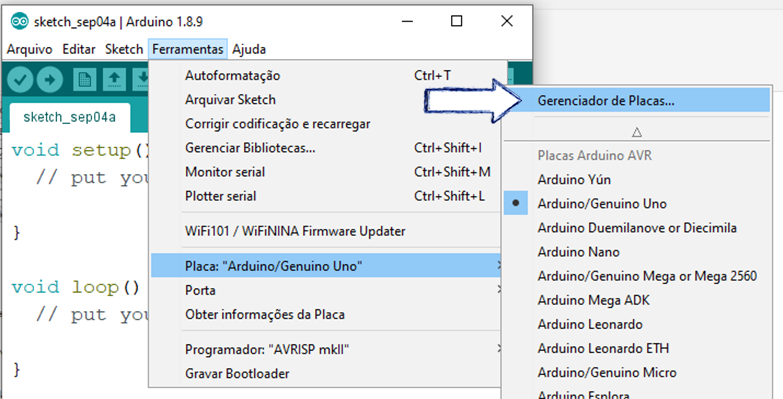 sketch_sep04a | Arduino 1.8.9
Arquivo Editar Sketch Ferramentas Ajuda
sketch_sep04a
void setup()
// put you
}
void loop()
// put you
}
Autoformatação Ctrl+T
Arquivar Sketch
Corrigir codificação e recarregar
Gerenciar Bibliotecas... Ctrl+Shift+I
Monitor serial Ctrl+Shift+M
Plotter serial Ctrl+Shift+L
WiFi101 / WiFiNINA Firmware Updater
Placa: "Arduino/Genuino Uno"
Porta
Obter informações da Placa
Programador: "AVRISP mkII"
Gravar Bootloader
Gerenciador de Placas...
Placas Arduino AVR
Arduino Yún
Arduino/Genuino Uno
Arduino Duemilanove or Diecimila
Arduino Nano
Arduino/Genuino Mega or Mega 2560
Arduino Mega ADK
Arduino Leonardo
Arduino Leonardo ETH
Arduino/Genuino Micro
Arduino Esplora